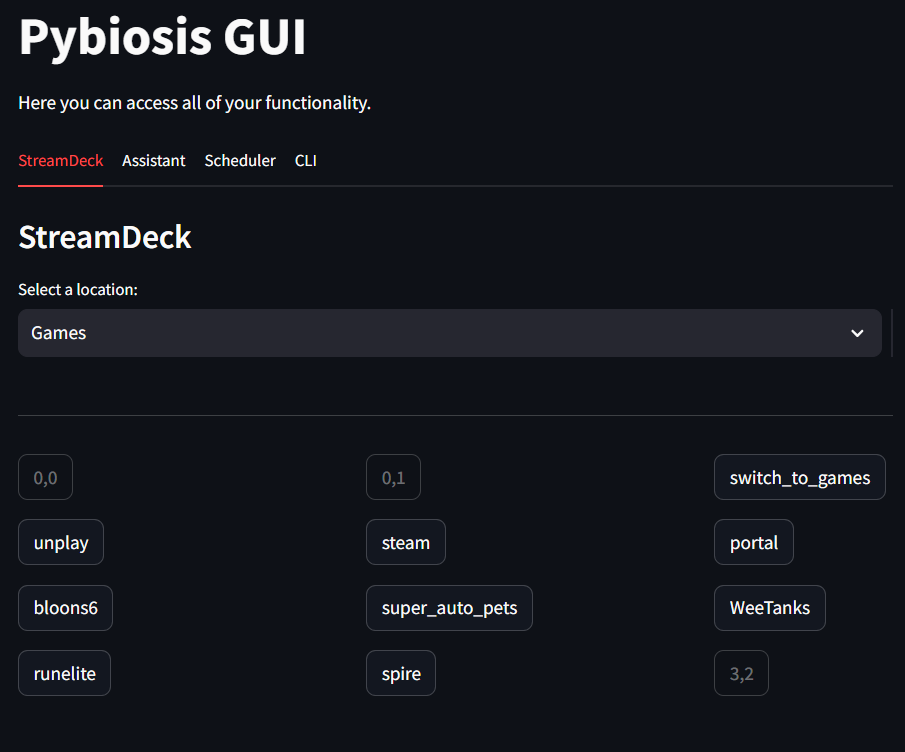 Pybiosis GUI
Here you can access all of your functionality.
StreamDeck Assistant Scheduler CLI
StreamDeck
Select a location:
Games
0,0 0,1 switch_to_games
unplay steam portal
bloons6 super_auto_pets WeeTanks
runelite spire 3,2